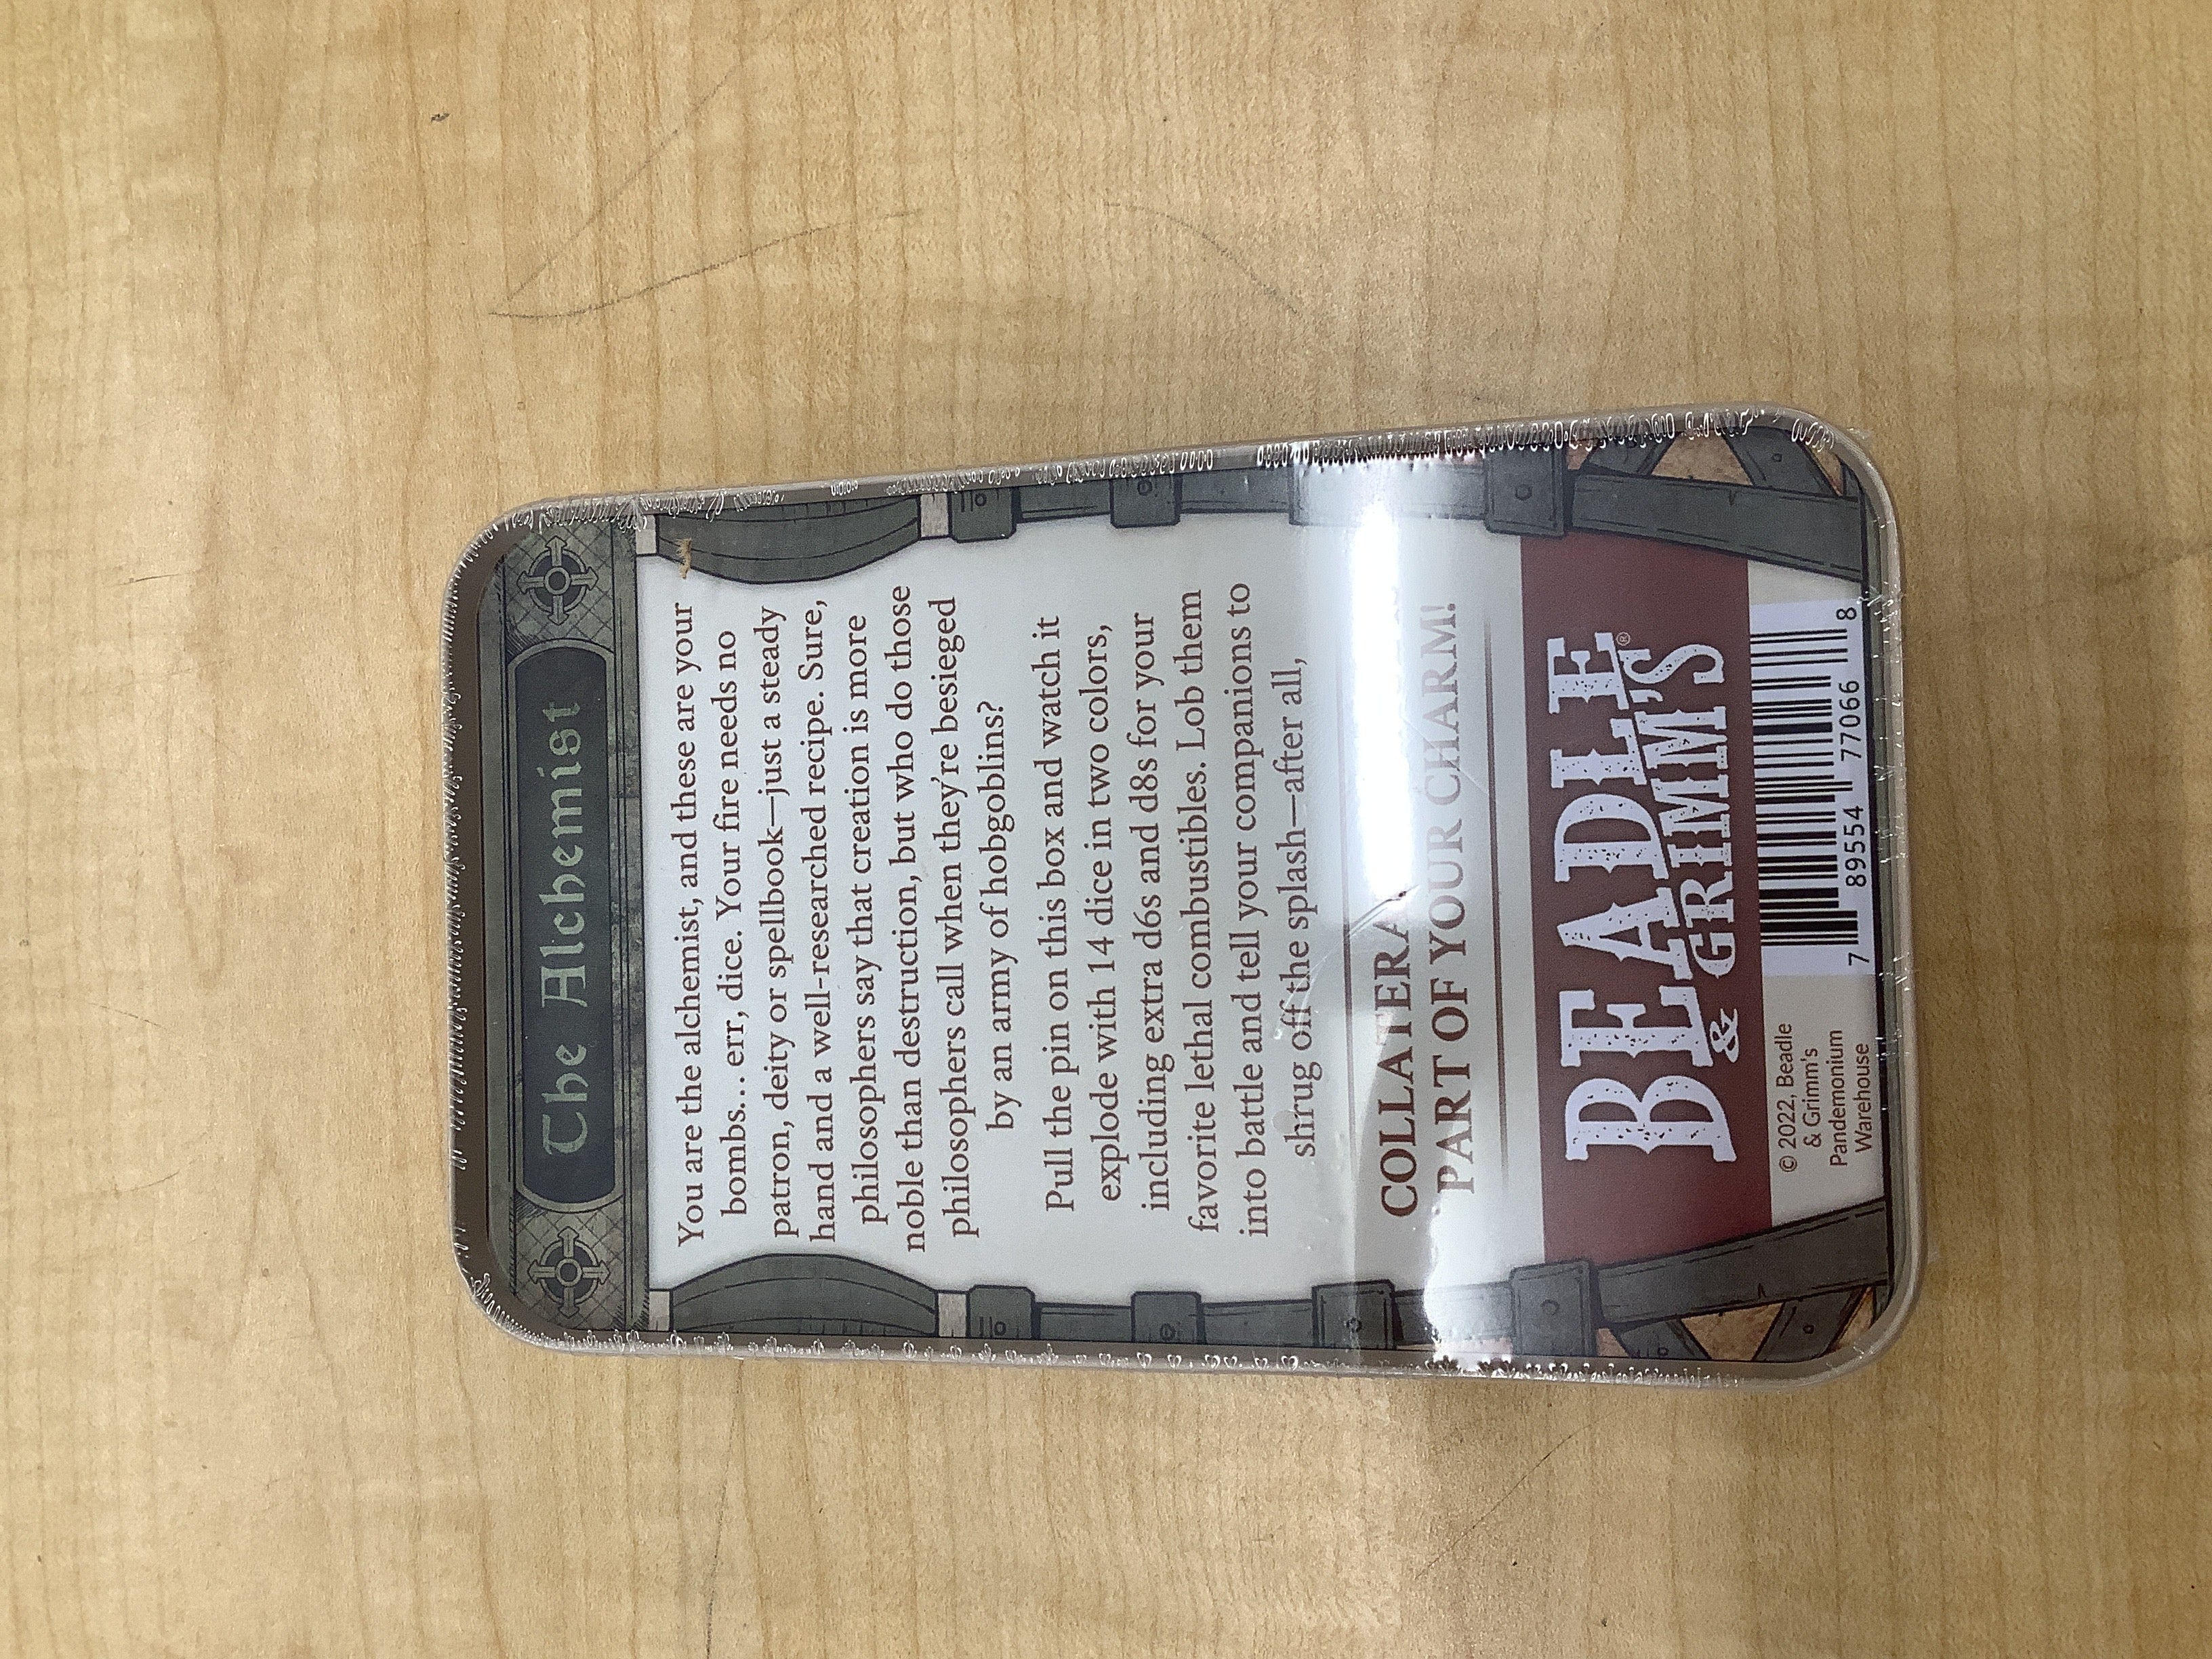 The Alchemist
You are the alchemist, and these are your
bombs… err, dice. Your fire needs no
patron, deity or spellbook—just a steady
hand and a well-researched recipe. Sure,
philosophers say that creation is more
noble than destruction, but who do those
philosophers call when they're besieged
by an army of hobgoblins?
Pull the pin on this box and watch it
explode with 14 dice in two colors,
including extra d6s and d8s for your
favorite lethal combustibles. Lob them
into battle and tell your companions to
shrug off the splash—after all,
PART OF YOUR CHARM!
BEADLE
& GRIMM'S®
© 2022, Beadle
& Grimm's
Pandemonium
Warehouse
7 89554 77066 8